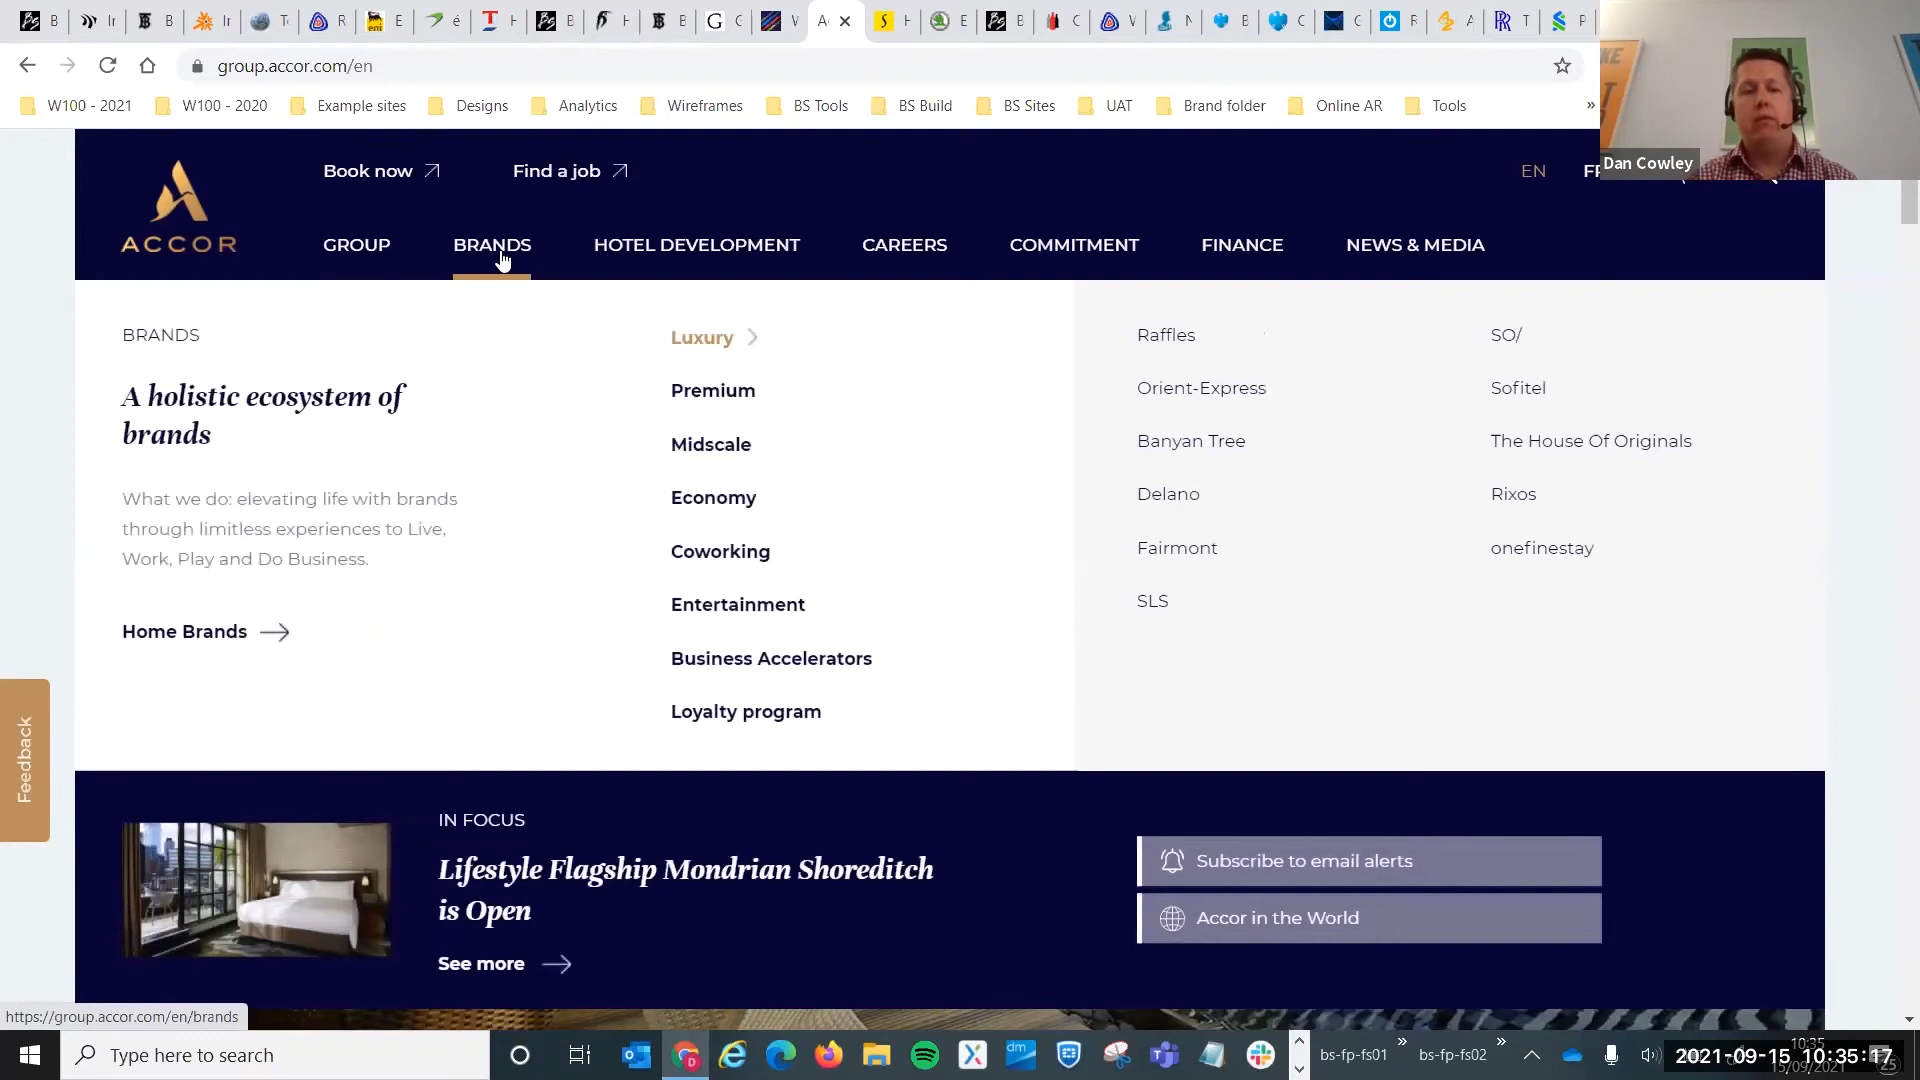 group.accor.com/en
W100 - 2021
W100 - 2020
Example sites
Designs
Analytics
Wireframes
BS Tools
BS Build
BS Sites
UAT
Brand folder
Online AR
Tools
»
Dan Cowley
Book now
Find a job
EN
ACCOR
GROUP
BRANDS
HOTEL DEVELOPMENT
CAREERS
COMMITMENT
FINANCE
NEWS & MEDIA
BRANDS
A holistic ecosystem of
brands
What we do: elevating life with brands
through limitless experiences to Live,
Work, Play and Do Business.
Home Brands
Luxury
Premium
Midscale
Economy
Coworking
Entertainment
Business Accelerators
Loyalty program
Raffles
Orient-Express
Banyan Tree
Delano
Fairmont
SLS
SO/
Sofitel
The House Of Originals
Rixos
onefinestay
Feedback
IN FOCUS
Lifestyle Flagship Mondrian Shoreditch
is Open
See more
Subscribe to email alerts
Accor in the World
https://group.accor.com/en/brands
Type here to search
dm
bs-fp-fs01
bs-fp-fs02
10:35
15/09/2021
2021-09-15 10:35:17